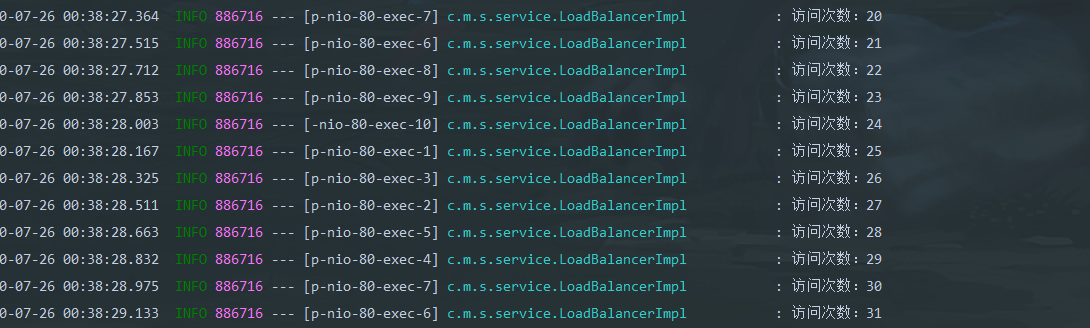 0-07-26 00:38:27.364  INFO 886716 --- [p-nio-80-exec-7] c.m.s.service.LoadBalancerImpl           : 访问次数：20
0-07-26 00:38:27.515  INFO 886716 --- [p-nio-80-exec-6] c.m.s.service.LoadBalancerImpl           : 访问次数：21
0-07-26 00:38:27.712  INFO 886716 --- [p-nio-80-exec-8] c.m.s.service.LoadBalancerImpl           : 访问次数：22
0-07-26 00:38:27.853  INFO 886716 --- [p-nio-80-exec-9] c.m.s.service.LoadBalancerImpl           : 访问次数：23
0-07-26 00:38:28.003  INFO 886716 --- [-nio-80-exec-10] c.m.s.service.LoadBalancerImpl           : 访问次数：24
0-07-26 00:38:28.167  INFO 886716 --- [p-nio-80-exec-1] c.m.s.service.LoadBalancerImpl           : 访问次数：25
0-07-26 00:38:28.325  INFO 886716 --- [p-nio-80-exec-3] c.m.s.service.LoadBalancerImpl           : 访问次数：26
0-07-26 00:38:28.511  INFO 886716 --- [p-nio-80-exec-2] c.m.s.service.LoadBalancerImpl           : 访问次数：27
0-07-26 00:38:28.663  INFO 886716 --- [p-nio-80-exec-5] c.m.s.service.LoadBalancerImpl           : 访问次数：28
0-07-26 00:38:28.832  INFO 886716 --- [p-nio-80-exec-4] c.m.s.service.LoadBalancerImpl           : 访问次数：29
0-07-26 00:38:28.975  INFO 886716 --- [p-nio-80-exec-7] c.m.s.service.LoadBalancerImpl           : 访问次数：30
0-07-26 00:38:29.133  INFO 886716 --- [p-nio-80-exec-6] c.m.s.service.LoadBalancerImpl           : 访问次数：31